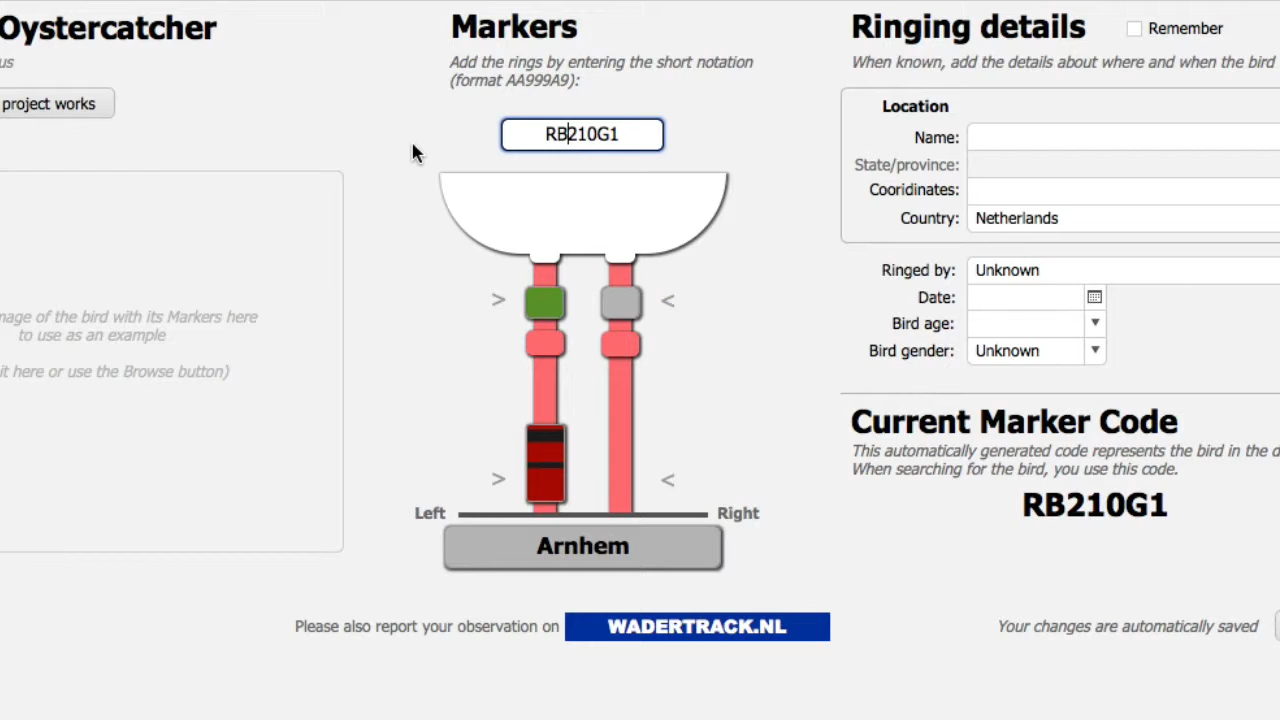 Oystercatcher
us
project works
mage of the bird with its Markers here
to use as an example
it here or use the Browse button)
Markers
Add the rings by entering the short notation
(format AA999A9):
RB210G1
> <
> <
Left Right
Arnhem
Please also report your observation on WADERTRACK.NL
Ringing details Remember
When known, add the details about where and when the bird
Location
Name:
State/province:
Cooridinates:
Country: Netherlands
Ringed by: Unknown
Date:
Bird age:
Bird gender: Unknown
Current Marker Code
This automatically generated code represents the bird in the d
When searching for the bird, you use this code.
RB210G1
Your changes are automatically saved